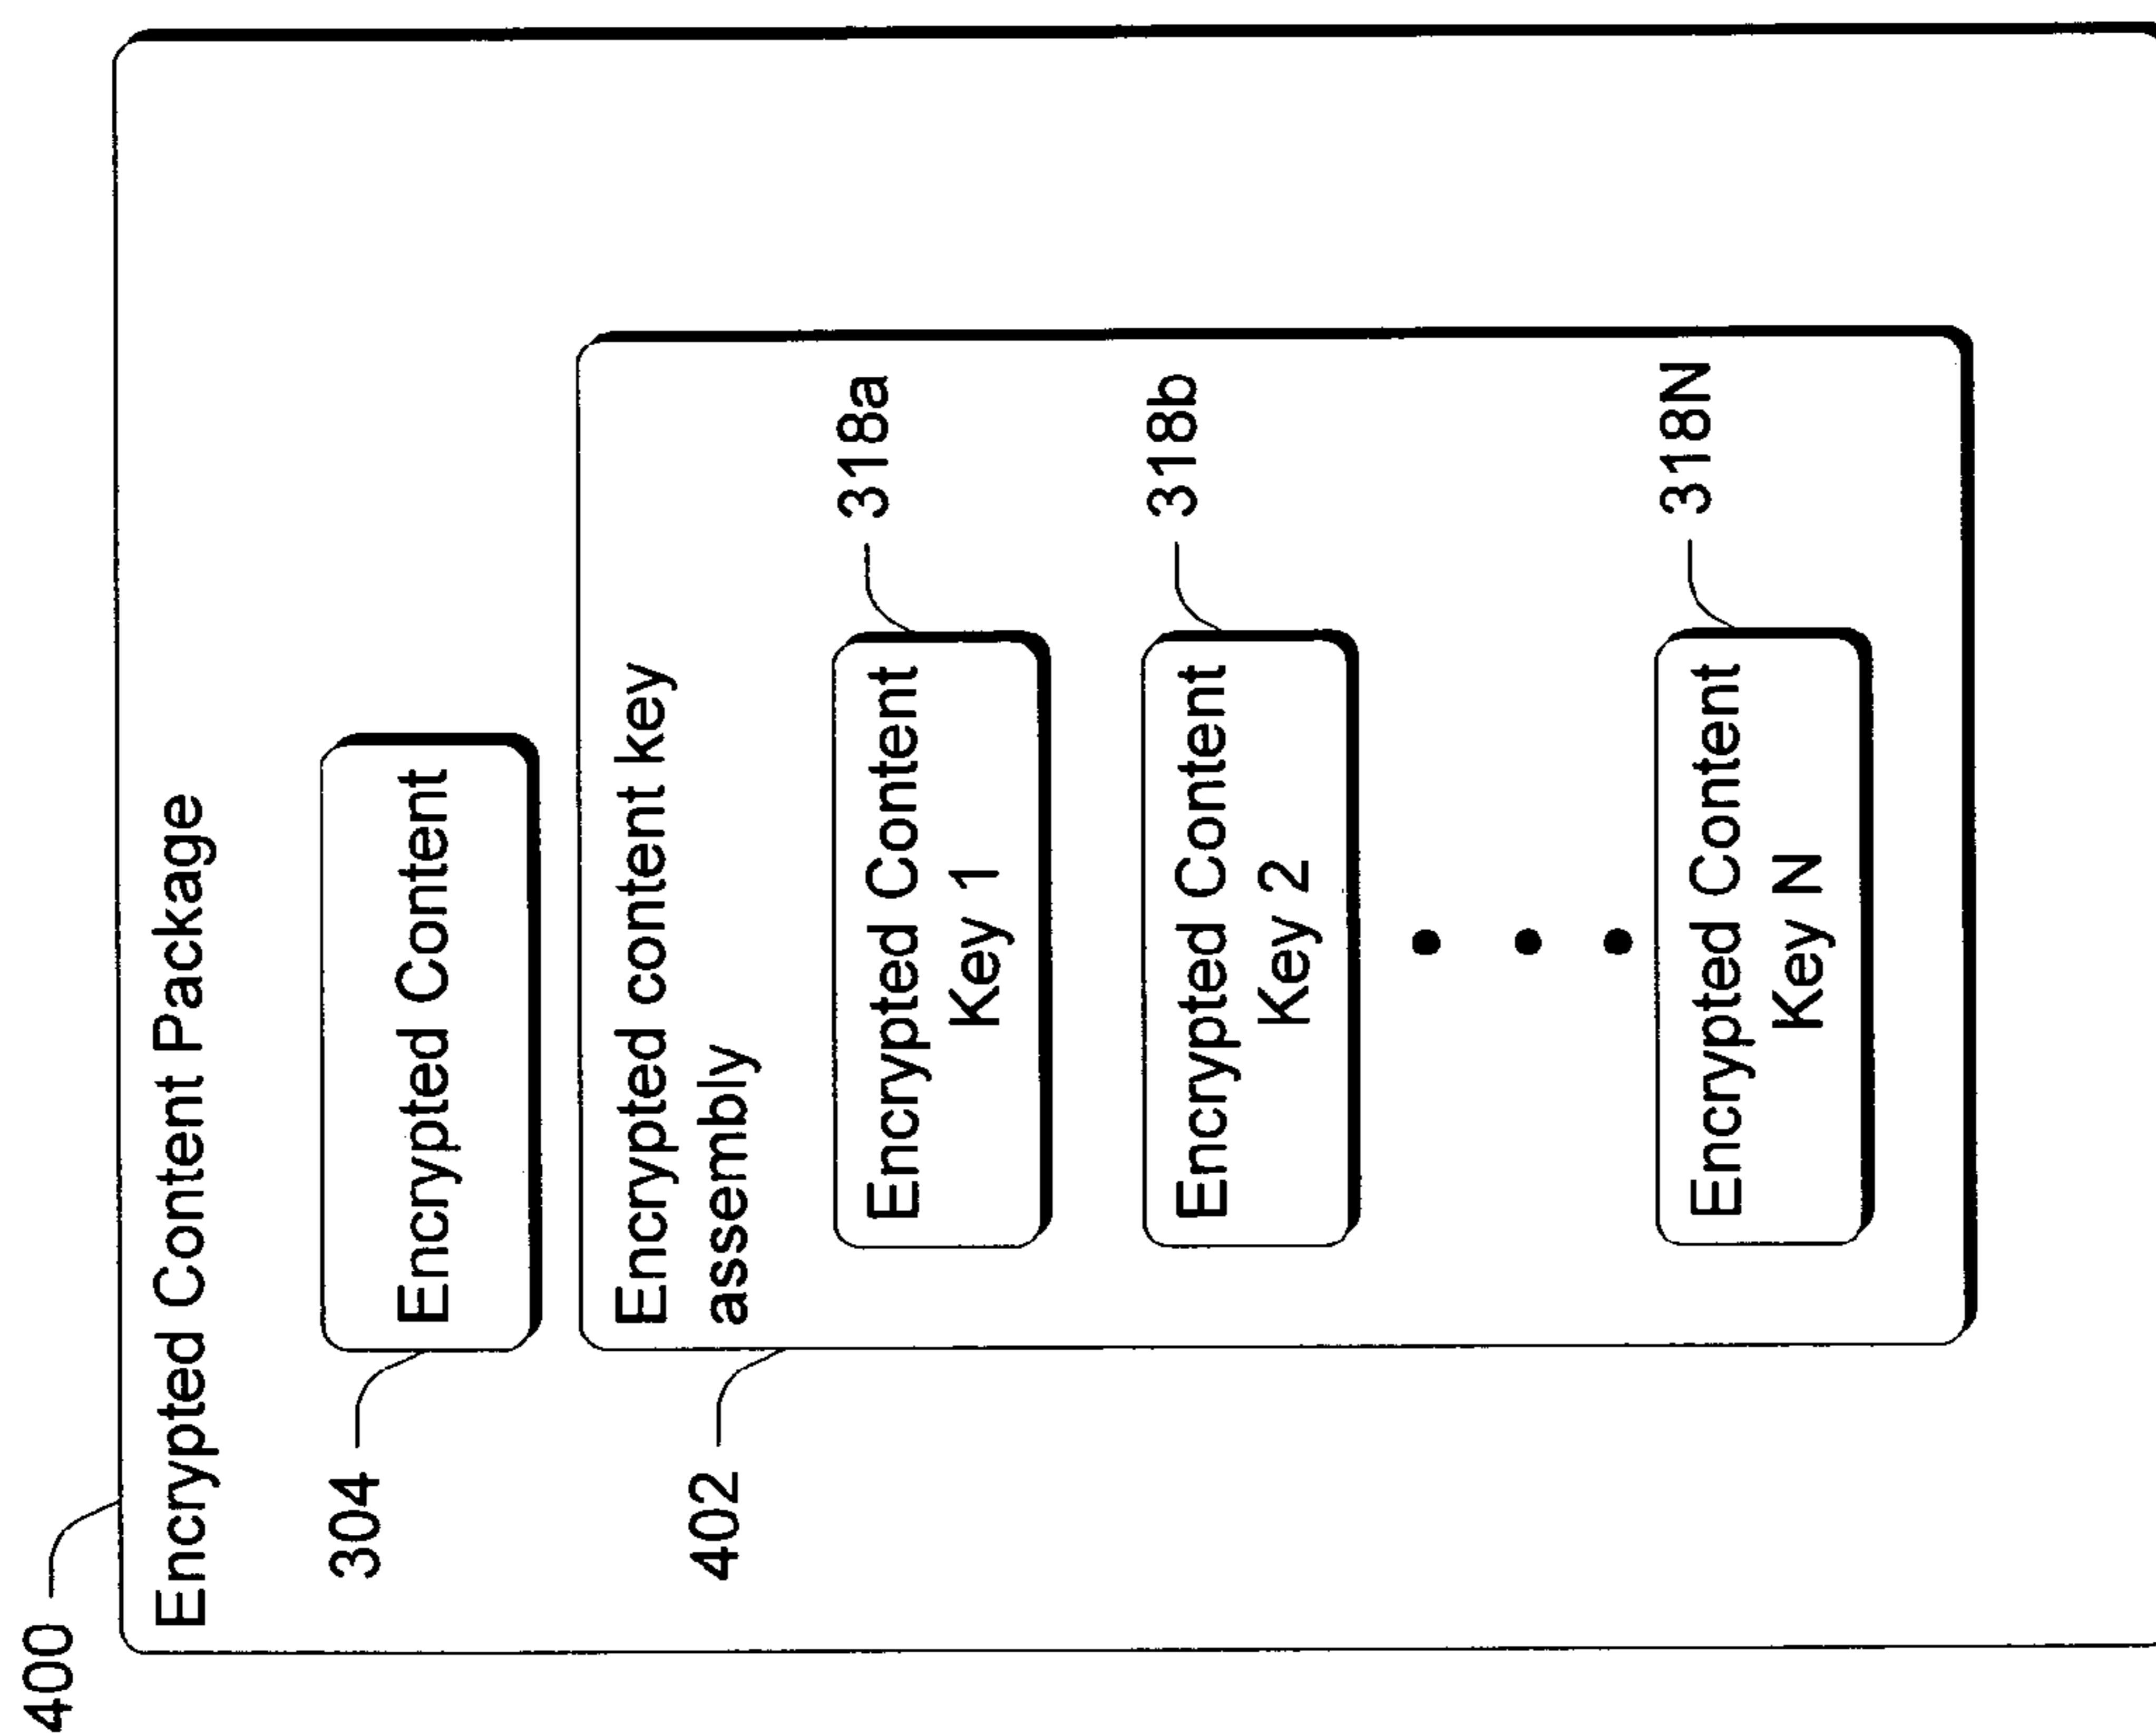 400
Encrypted Content Package
304
Encrypted Content
402
Encrypted content key
assembly
Encrypted Content
Key 1
318a
Encrypted Content
Key 2
318b
Encrypted Content
Key N
318N